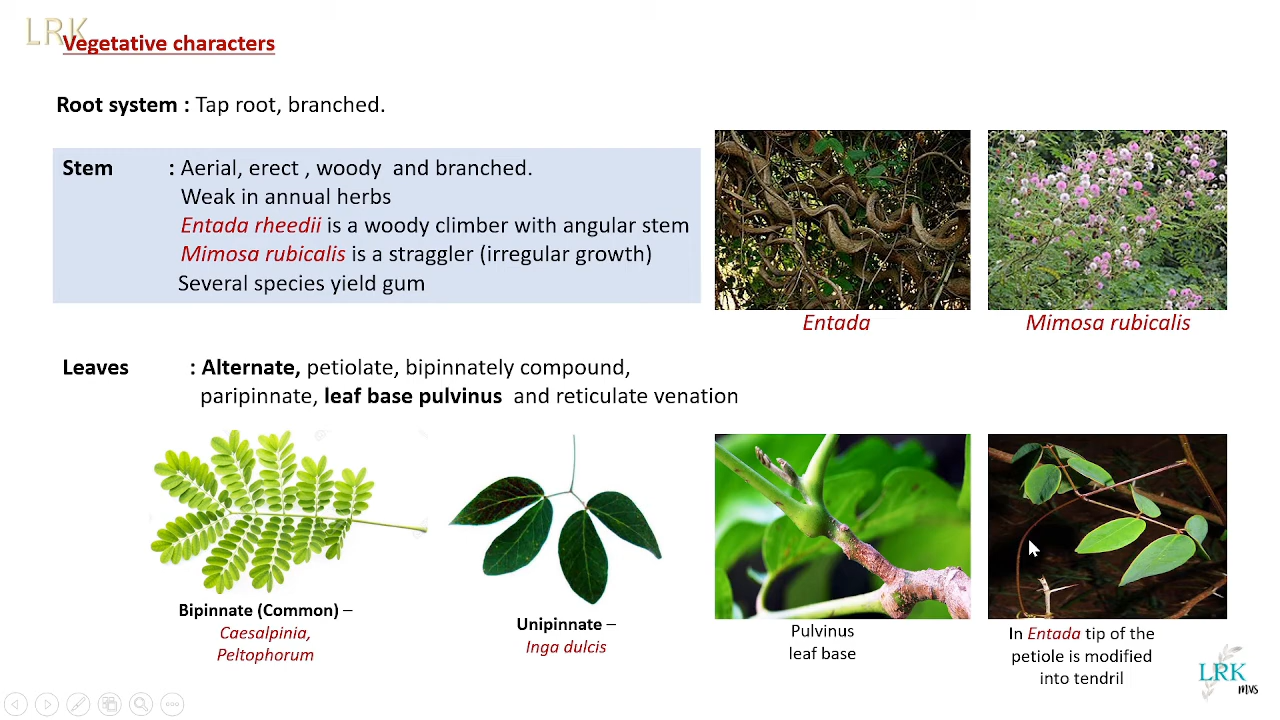 LRK
Vegetative characters
Root system : Tap root, branched.
Stem : Aerial, erect , woody and branched.
Weak in annual herbs
Entada rheedii is a woody climber with angular stem
Mimosa rubicalis is a straggler (irregular growth)
Several species yield gum
Entada
Mimosa rubicalis
Leaves : Alternate, petiolate, bipinnately compound,
paripinnate, leaf base pulvinus and reticulate venation
Bipinnate (Common) –
Caesalpinia,
Peltophorum
Unipinnate –
Inga dulcis
Pulvinus
leaf base
In Entada tip of the
petiole is modified
into tendril
LRK
MVS